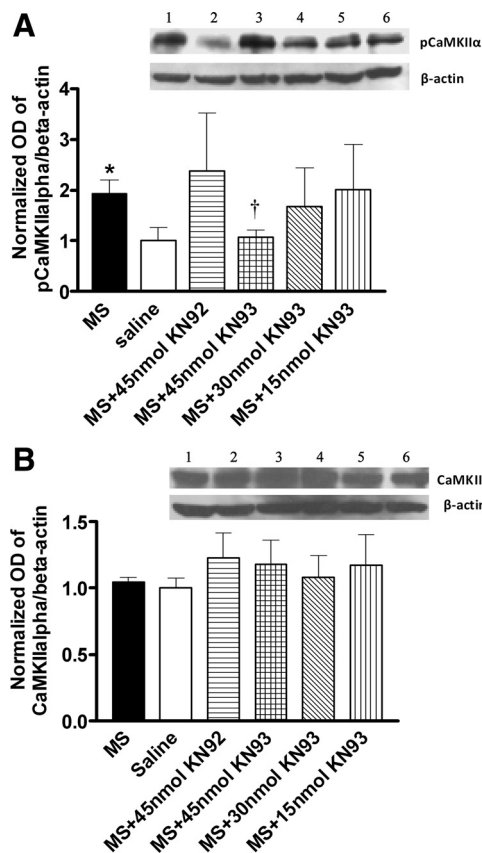 A
1 2 3 4 5 6
pCaMKIIα
β-actin
Normalized OD of
pCaMKIIalpha/beta-actin
4
3
2
1
0
*
†
MS
saline
MS+45nmol KN92
MS+45nmol KN93
MS+30nmol KN93
MS+15nmol KN93
B
1 2 3 4 5 6
CaMKII
β-actin
Normalized OD of
CaMKIIalpha/beta-actin
1.5
1.0
0.5
0.0
MS
Saline
MS+45nmol KN92
MS+45nmol KN93
MS+30nmol KN93
MS+15nmol KN93